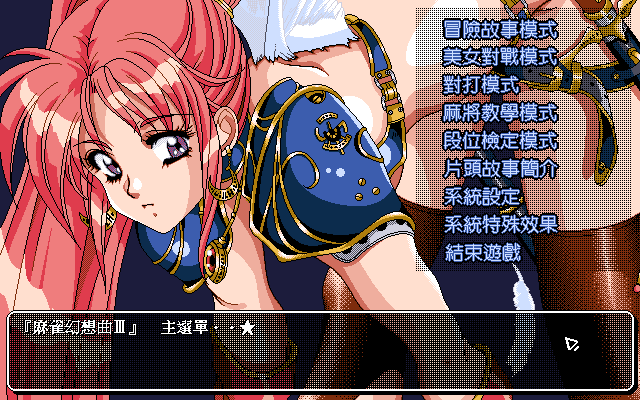 冒險故事模式
美女對戰模式
對打模式
麻將教學模式
段位檢定模式
片頭故事簡介
系統設定
系統特殊效果
結束遊戲
『麻雀幻想曲Ⅲ』　主選單‥★